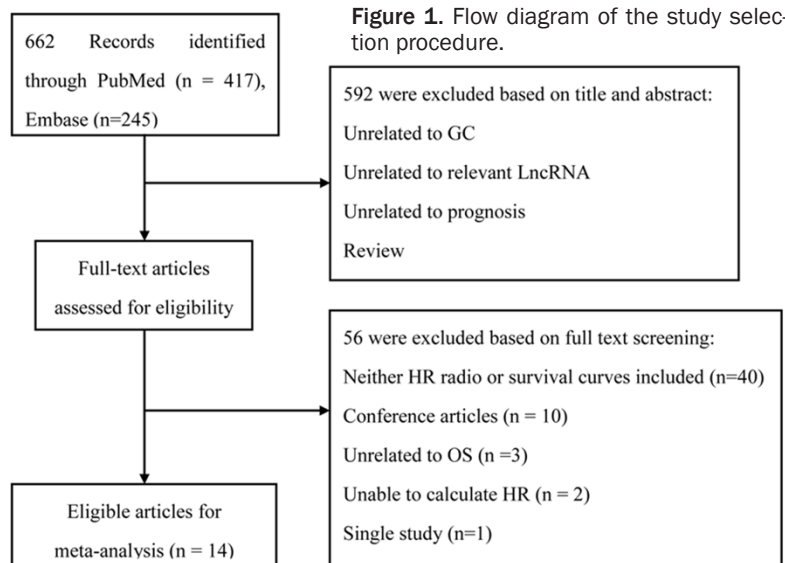 Figure 1. Flow diagram of the study selec-
tion procedure.
662 Records identified
through PubMed (n = 417),
Embase (n=245)
592 were excluded based on title and abstract:
Unrelated to GC
Unrelated to relevant LncRNA
Unrelated to prognosis
Review
Full-text articles
assessed for eligibility
56 were excluded based on full text screening:
Neither HR radio or survival curves included (n=40)
Conference articles (n = 10)
Unrelated to OS (n =3)
Unable to calculate HR (n = 2)
Single study (n=1)
Eligible articles for
meta-analysis (n = 14)